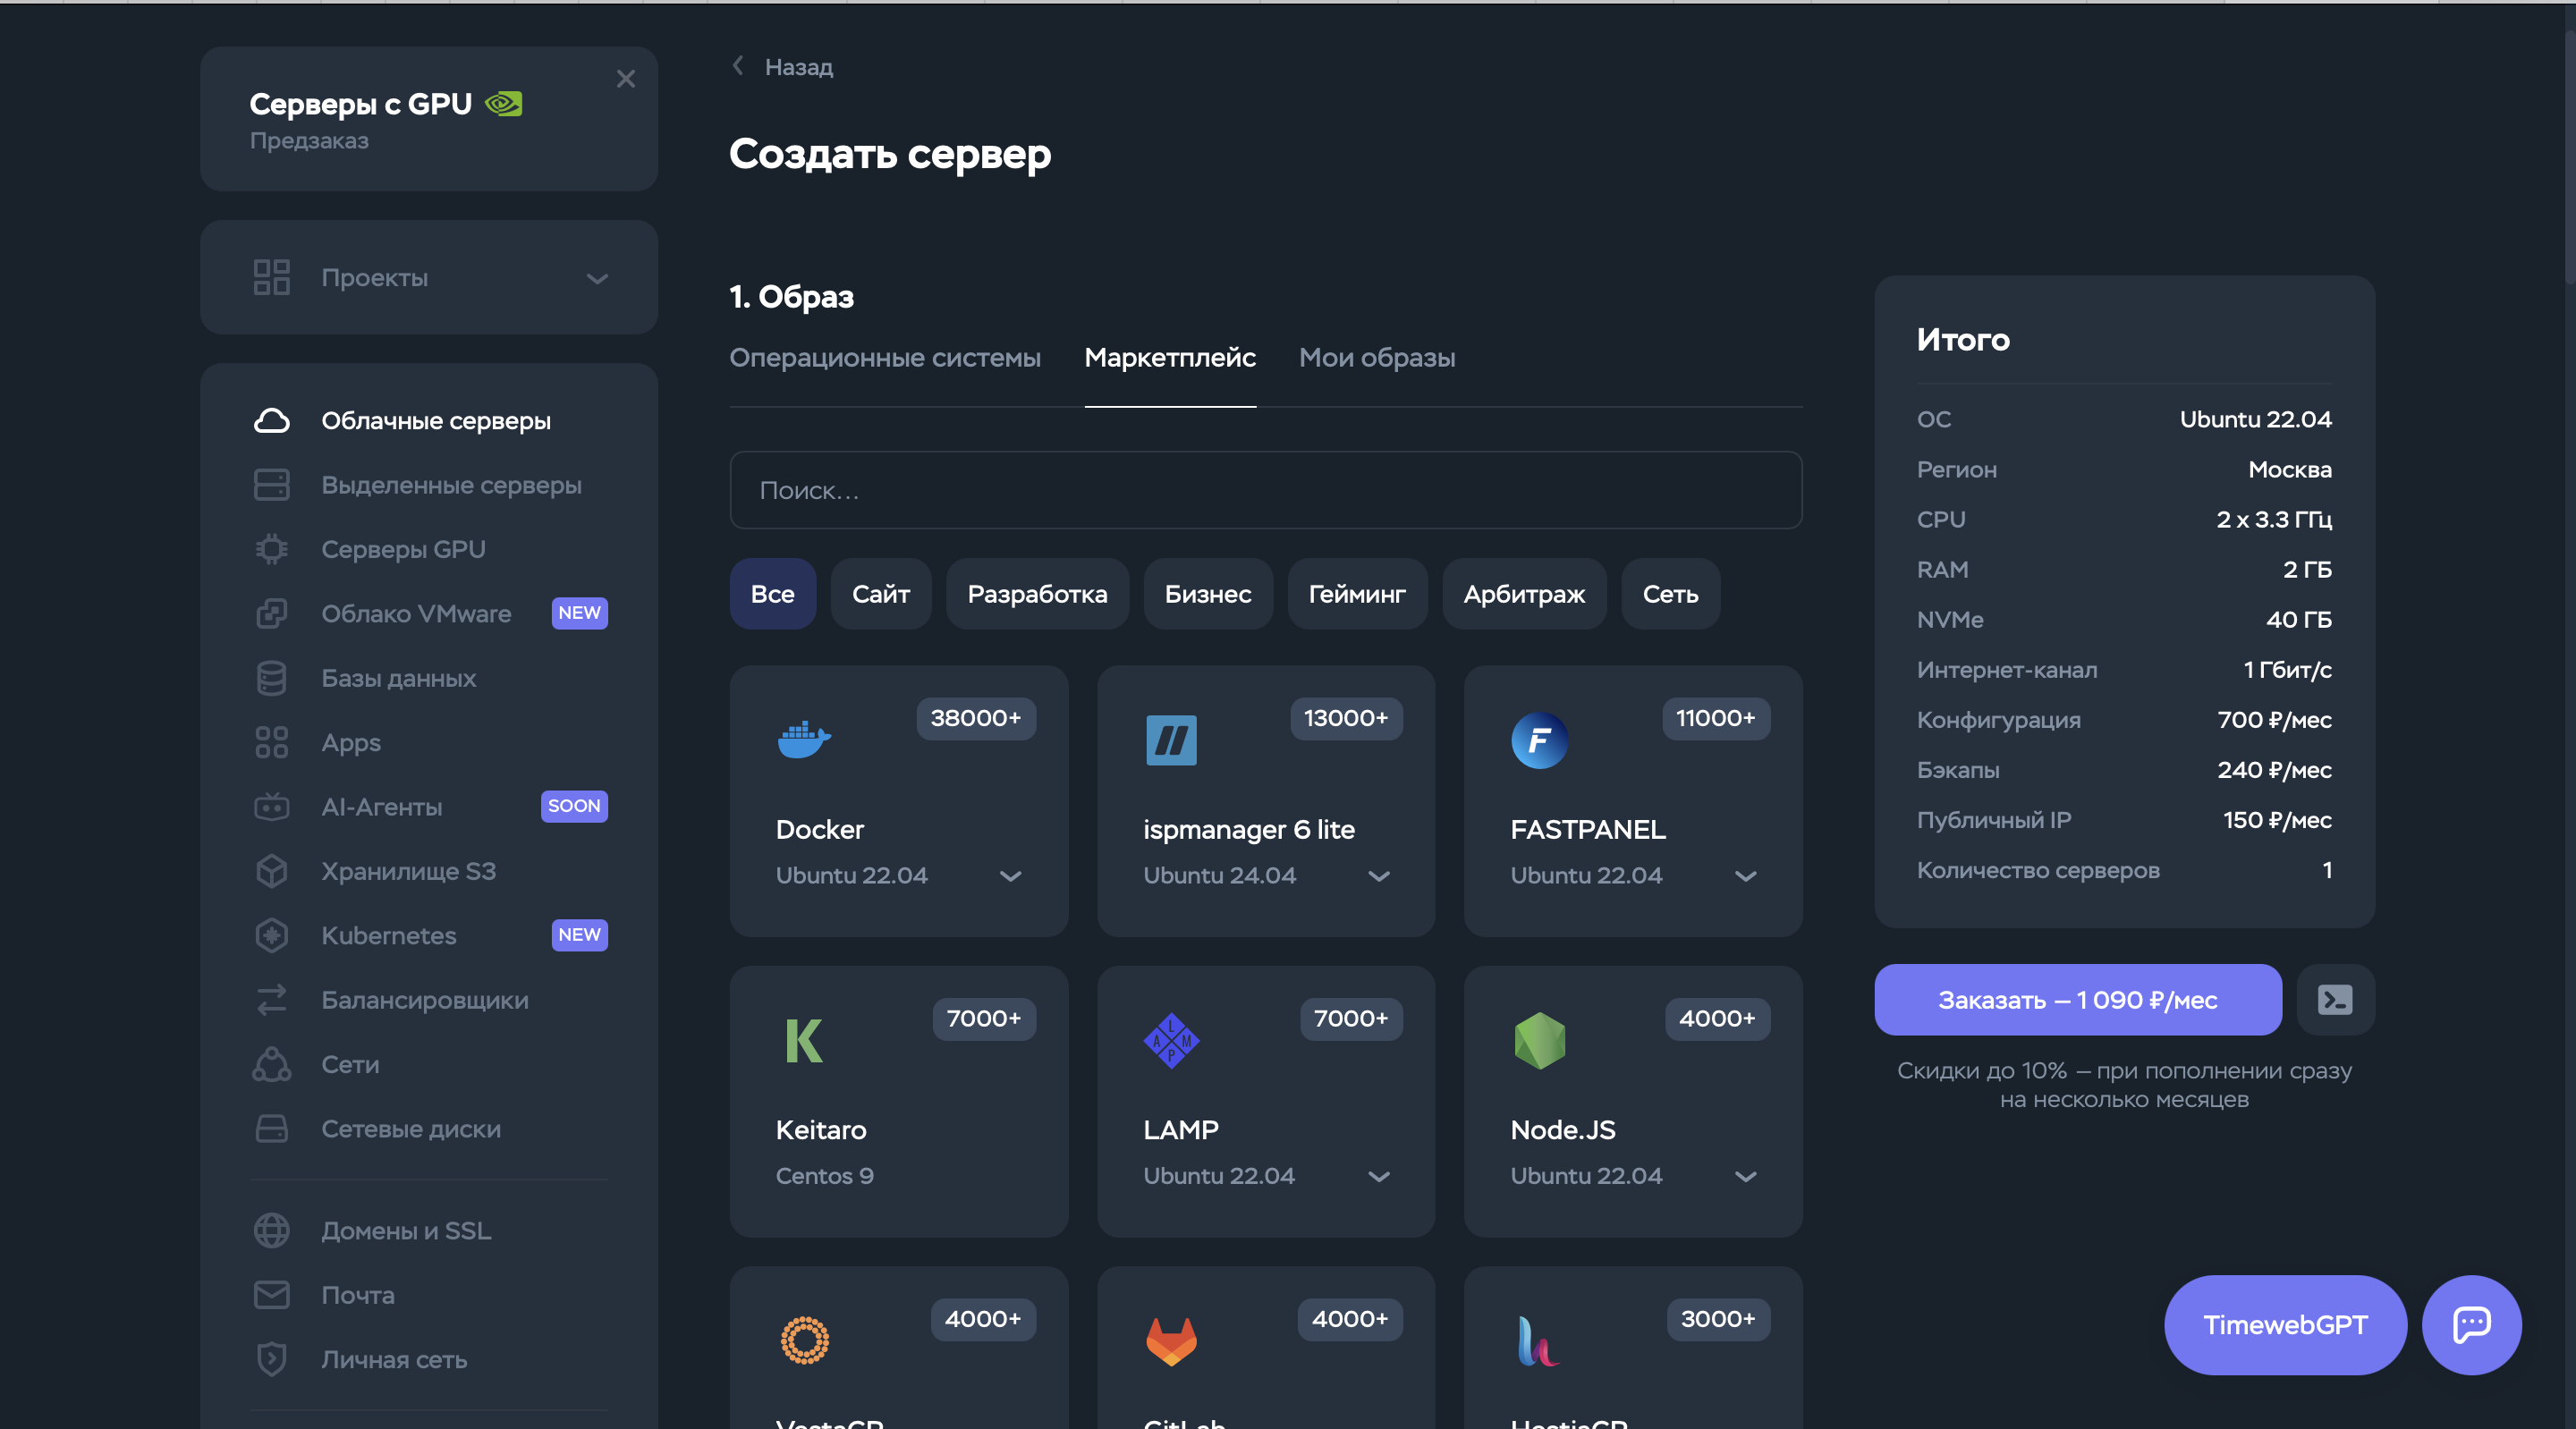 Серверы с GPU
Предзаказ
Проекты
Облачные серверы
Выделенные серверы
Серверы GPU
Облако VMware NEW
Базы данных
Apps
AI-Агенты SOON
Хранилище S3
Kubernetes NEW
Балансировщики
Сети
Сетевые диски
Домены и SSL
Почта
Личная сеть
Назад
Создать сервер
1. Образ
Операционные системы Маркетплейс Мои образы
Поиск...
Все Сайт Разработка Бизнес Гейминг Арбитраж Сеть
38000+
Docker
Ubuntu 22.04
13000+
ispmanager 6 lite
Ubuntu 24.04
11000+
F
FASTPANEL
Ubuntu 22.04
7000+
K
Keitaro
Centos 9
7000+
L
A M
P
LAMP
Ubuntu 22.04
4000+
Node.JS
Ubuntu 22.04
4000+
VestaCP
4000+
GitLab
3000+
HestiaCP
Итого
ОС Ubuntu 22.04
Регион Москва
CPU 2 x 3.3 ГГц
RAM 2 ГБ
NVMe 40 ГБ
Интернет-канал 1 Гбит/с
Конфигурация 700 ₽/мес
Бэкапы 240 ₽/мес
Публичный IP 150 ₽/мес
Количество серверов 1
Заказать — 1 090 ₽/мес
Скидки до 10% — при пополнении сразу
на несколько месяцев
TimewebGPT